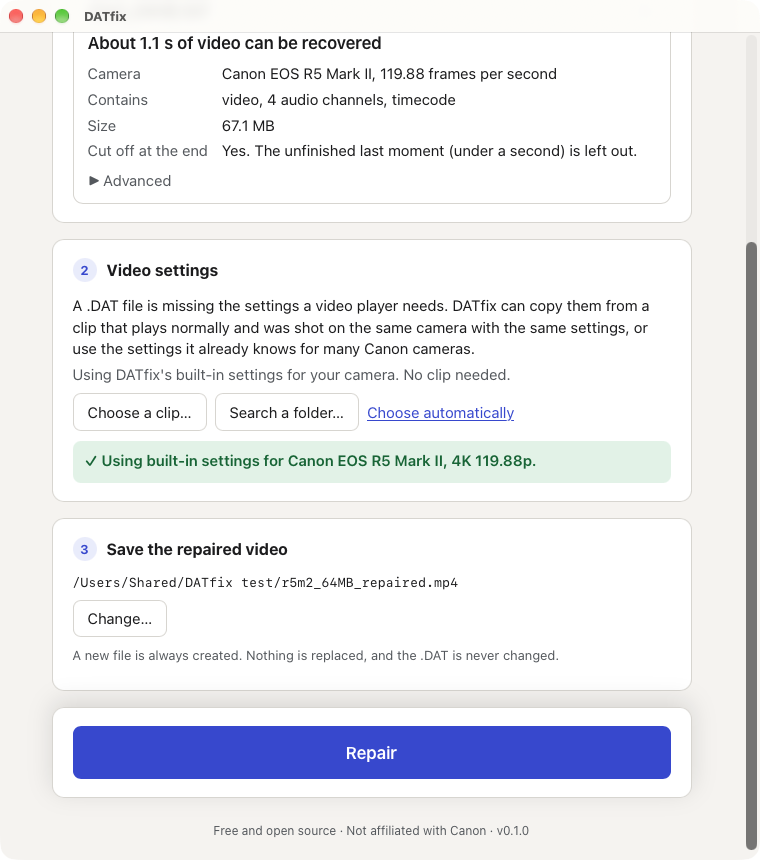 DATfix
About 1.1 s of video can be recovered
Camera Canon EOS R5 Mark II, 119.88 frames per second
Contains video, 4 audio channels, timecode
Size 67.1 MB
Cut off at the end Yes. The unfinished last moment (under a second) is left out.
▶ Advanced
2 Video settings
A .DAT file is missing the settings a video player needs. DATfix can copy them from a
clip that plays normally and was shot on the same camera with the same settings, or
use the settings it already knows for many Canon cameras.
Using DATfix's built-in settings for your camera. No clip needed.
Choose a clip... Search a folder... Choose automatically
✓ Using built-in settings for Canon EOS R5 Mark II, 4K 119.88p.
3 Save the repaired video
/Users/Shared/DATfix test/r5m2_64MB_repaired.mp4
Change...
A new file is always created. Nothing is replaced, and the .DAT is never changed.
Repair
Free and open source · Not affiliated with Canon · v0.1.0